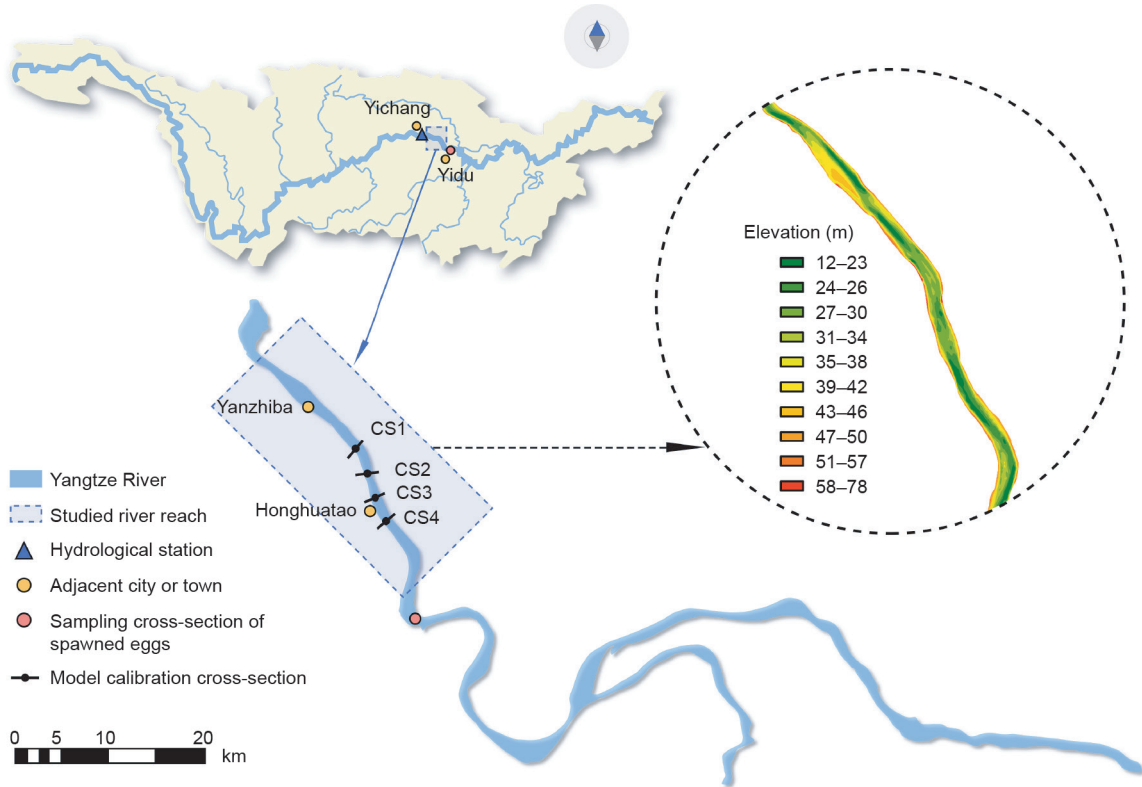 Yichang
Yidu
Elevation (m)
12–23
24–26
27–30
31–34
35–38
39–42
43–46
47–50
51–57
58–78
Yanzhiba
CS1
CS2
CS3
Honghuatao
CS4
Yangtze River
Studied river reach
Hydrological station
Adjacent city or town
Sampling cross-section of
spawned eggs
Model calibration cross-section
0 5 10 20
km